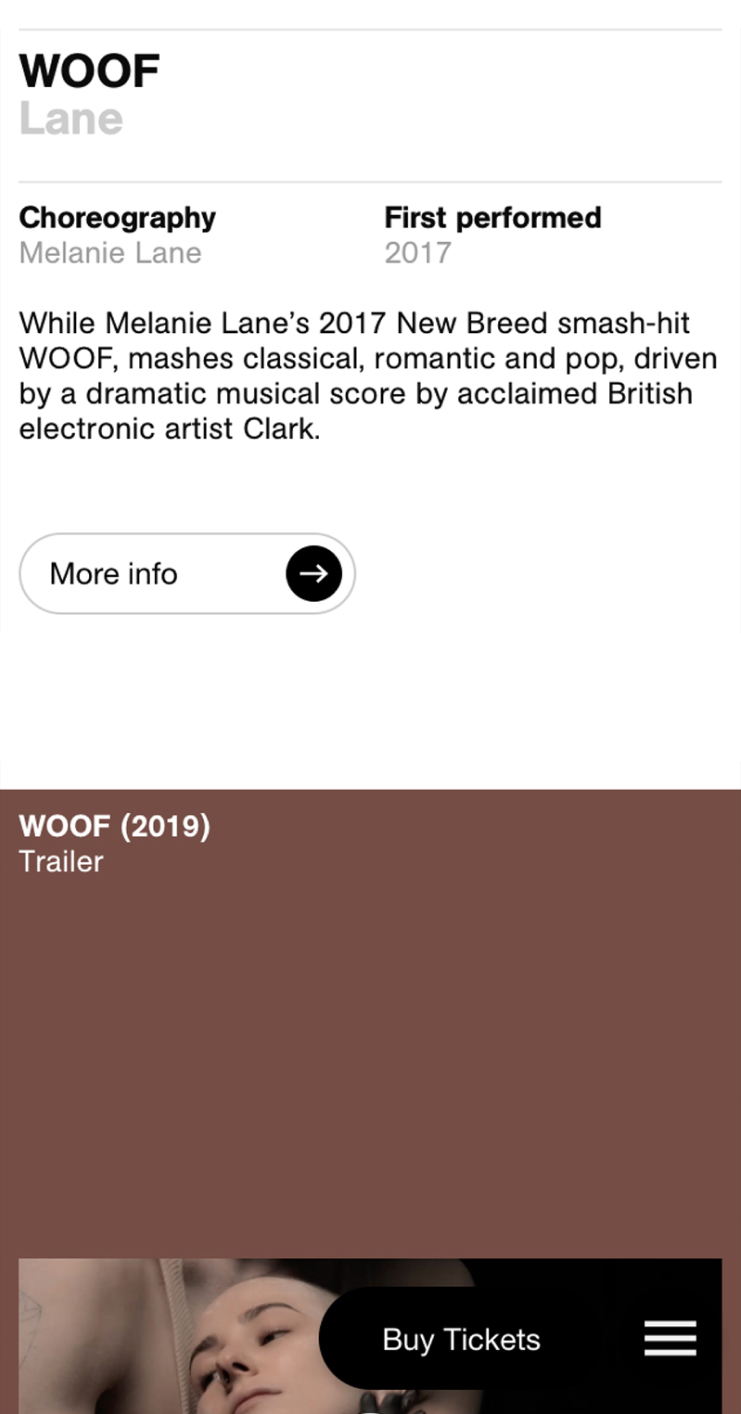 WOOF
Lane
Choreography
Melanie Lane
First performed
2017
While Melanie Lane’s 2017 New Breed smash-hit
WOOF, mashes classical, romantic and pop, driven
by a dramatic musical score by acclaimed British
electronic artist Clark.
More info
WOOF (2019)
Trailer
Buy Tickets